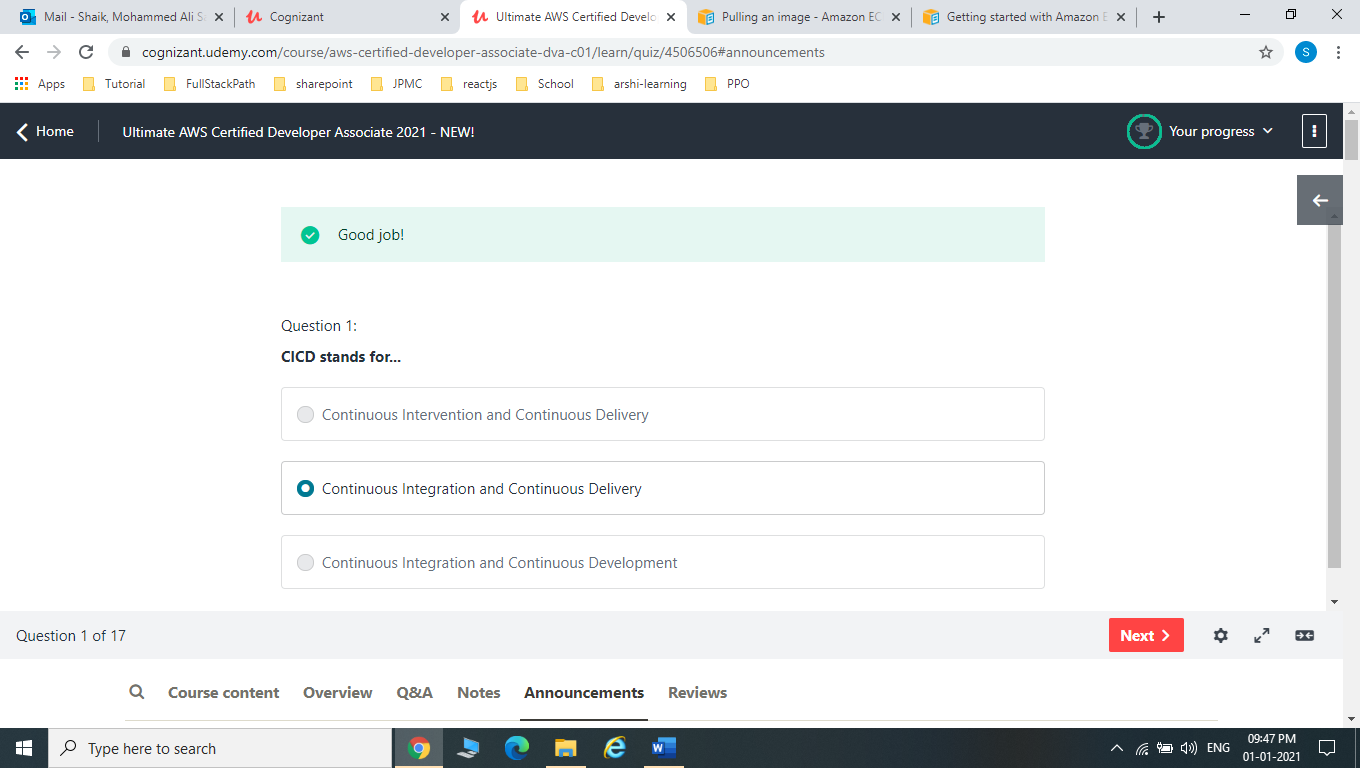 Mail - Shaik, Mohammed Ali S
Cognizant
Ultimate AWS Certified Develo
Pulling an image - Amazon EC
Getting started with Amazon E
cognizant.udemy.com/course/aws-certified-developer-associate-dva-c01/learn/quiz/4506506#announcements
S
Apps Tutorial FullStackPath sharepoint JPMC reactjs School arshi-learning PPO
Home Ultimate AWS Certified Developer Associate 2021 - NEW! Your progress
Good job!
Question 1:
CICD stands for...
Continuous Intervention and Continuous Delivery
Continuous Integration and Continuous Delivery
Continuous Integration and Continuous Development
Question 1 of 17 Next
Course content Overview Q&A Notes Announcements Reviews
Type here to search
ENG
09:47 PM
01-01-2021